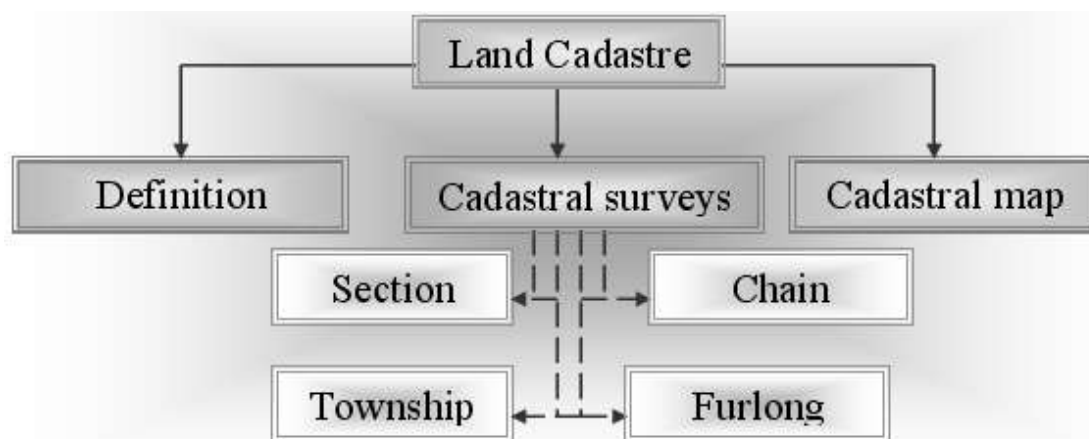 Land Cadastre
Definition
Cadastral surveys
Cadastral map
Section
Chain
Township
Furlong